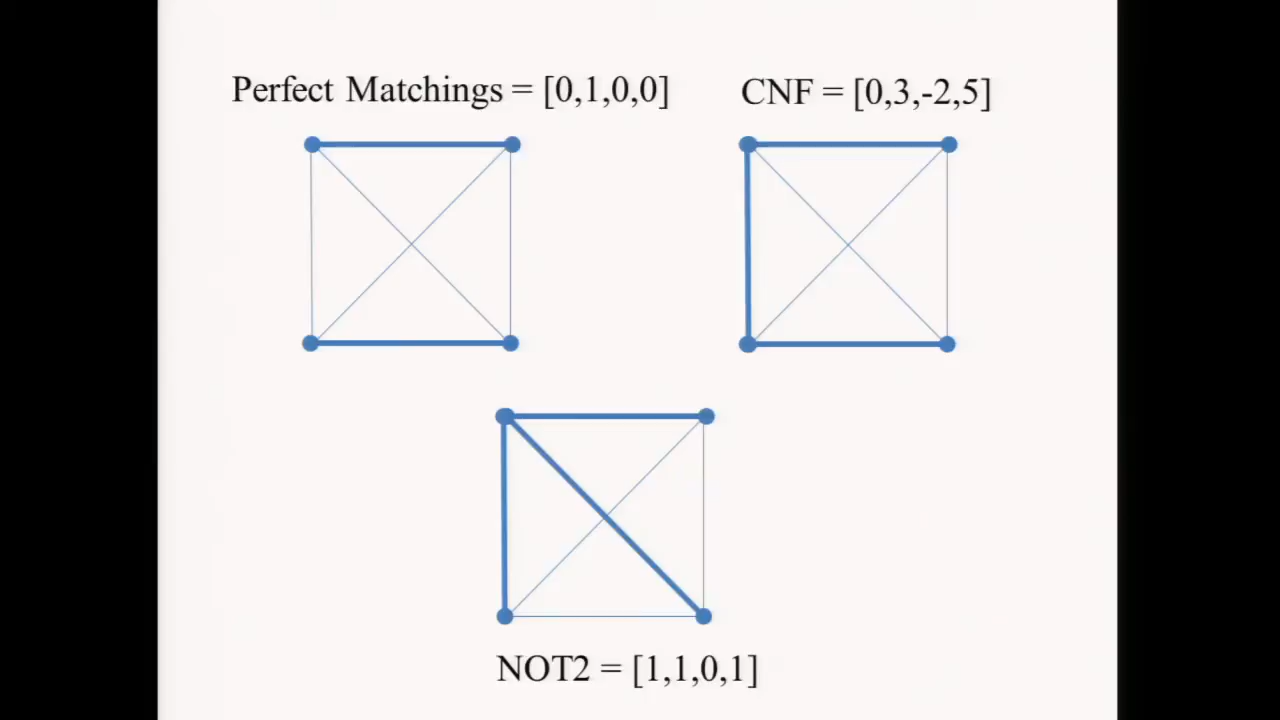 Perfect Matchings = [0,1,0,0]
CNF = [0,3,-2,5]
NOT2 = [1,1,0,1]